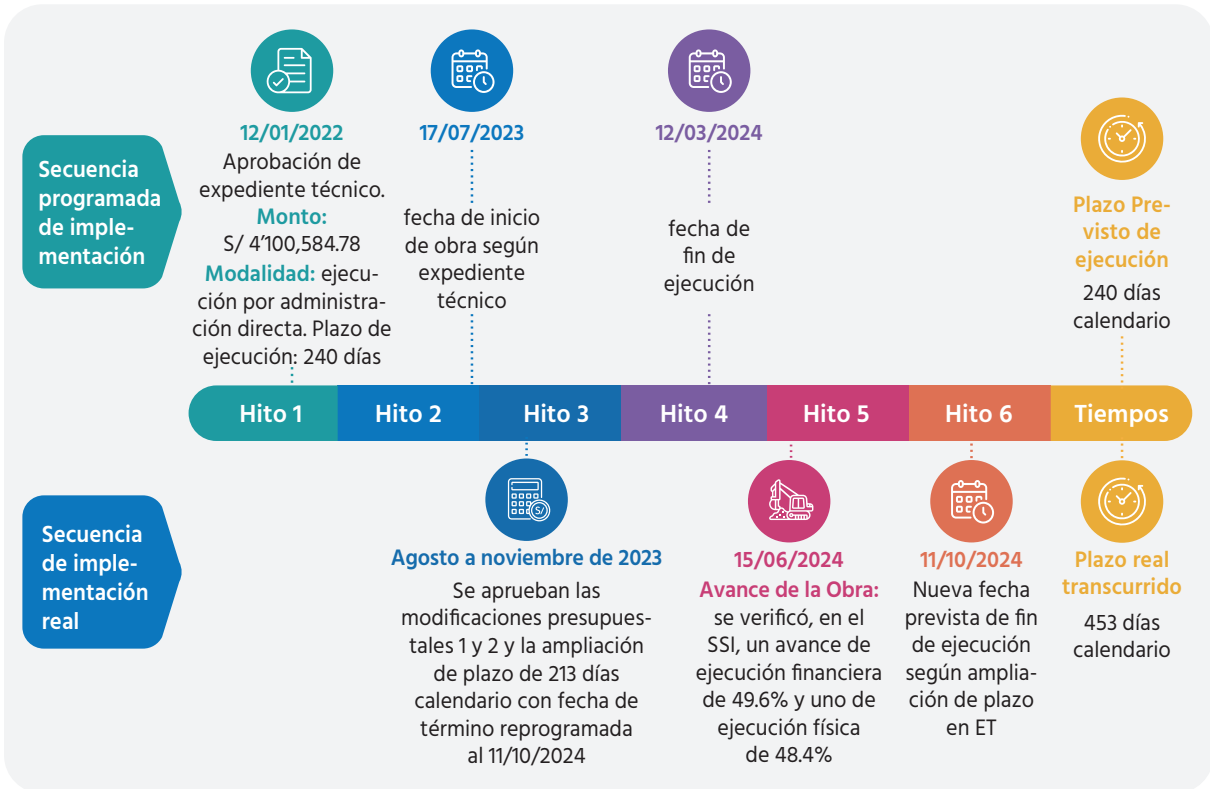 Secuencia
programada
de imple-
mentación
12/01/2022
Aprobación de
expediente técnico.
Monto:
S/ 4'100,584.78
Modalidad: ejecu-
ción por administra-
ción directa. Plazo de
ejecución: 240 días
17/07/2023
fecha de inicio
de obra según
expediente
técnico
12/03/2024
fecha de
fin de
ejecución
Plazo Pre-
visto de
ejecución
240 días
calendario
Hito 1
Hito 2
Hito 3
Hito 4
Hito 5
Hito 6
Tiempos
Secuencia
de imple-
mentación
real
S/
Agosto a noviembre de 2023
Se aprueban las
modificaciones presupues-
tales 1 y 2 y la ampliación
de plazo de 213 días
calendario con fecha de
término reprogramada
al 11/10/2024
15/06/2024
Avance de la Obra:
se verificó, en el
SSI, un avance de
ejecución financiera
de 49.6% y uno de
ejecución física
de 48.4%
11/10/2024
Nueva fecha
prevista de fin
de ejecución
según amplia-
ción de plazo
en ET
Plazo real
transcurrido
453 días
calendario